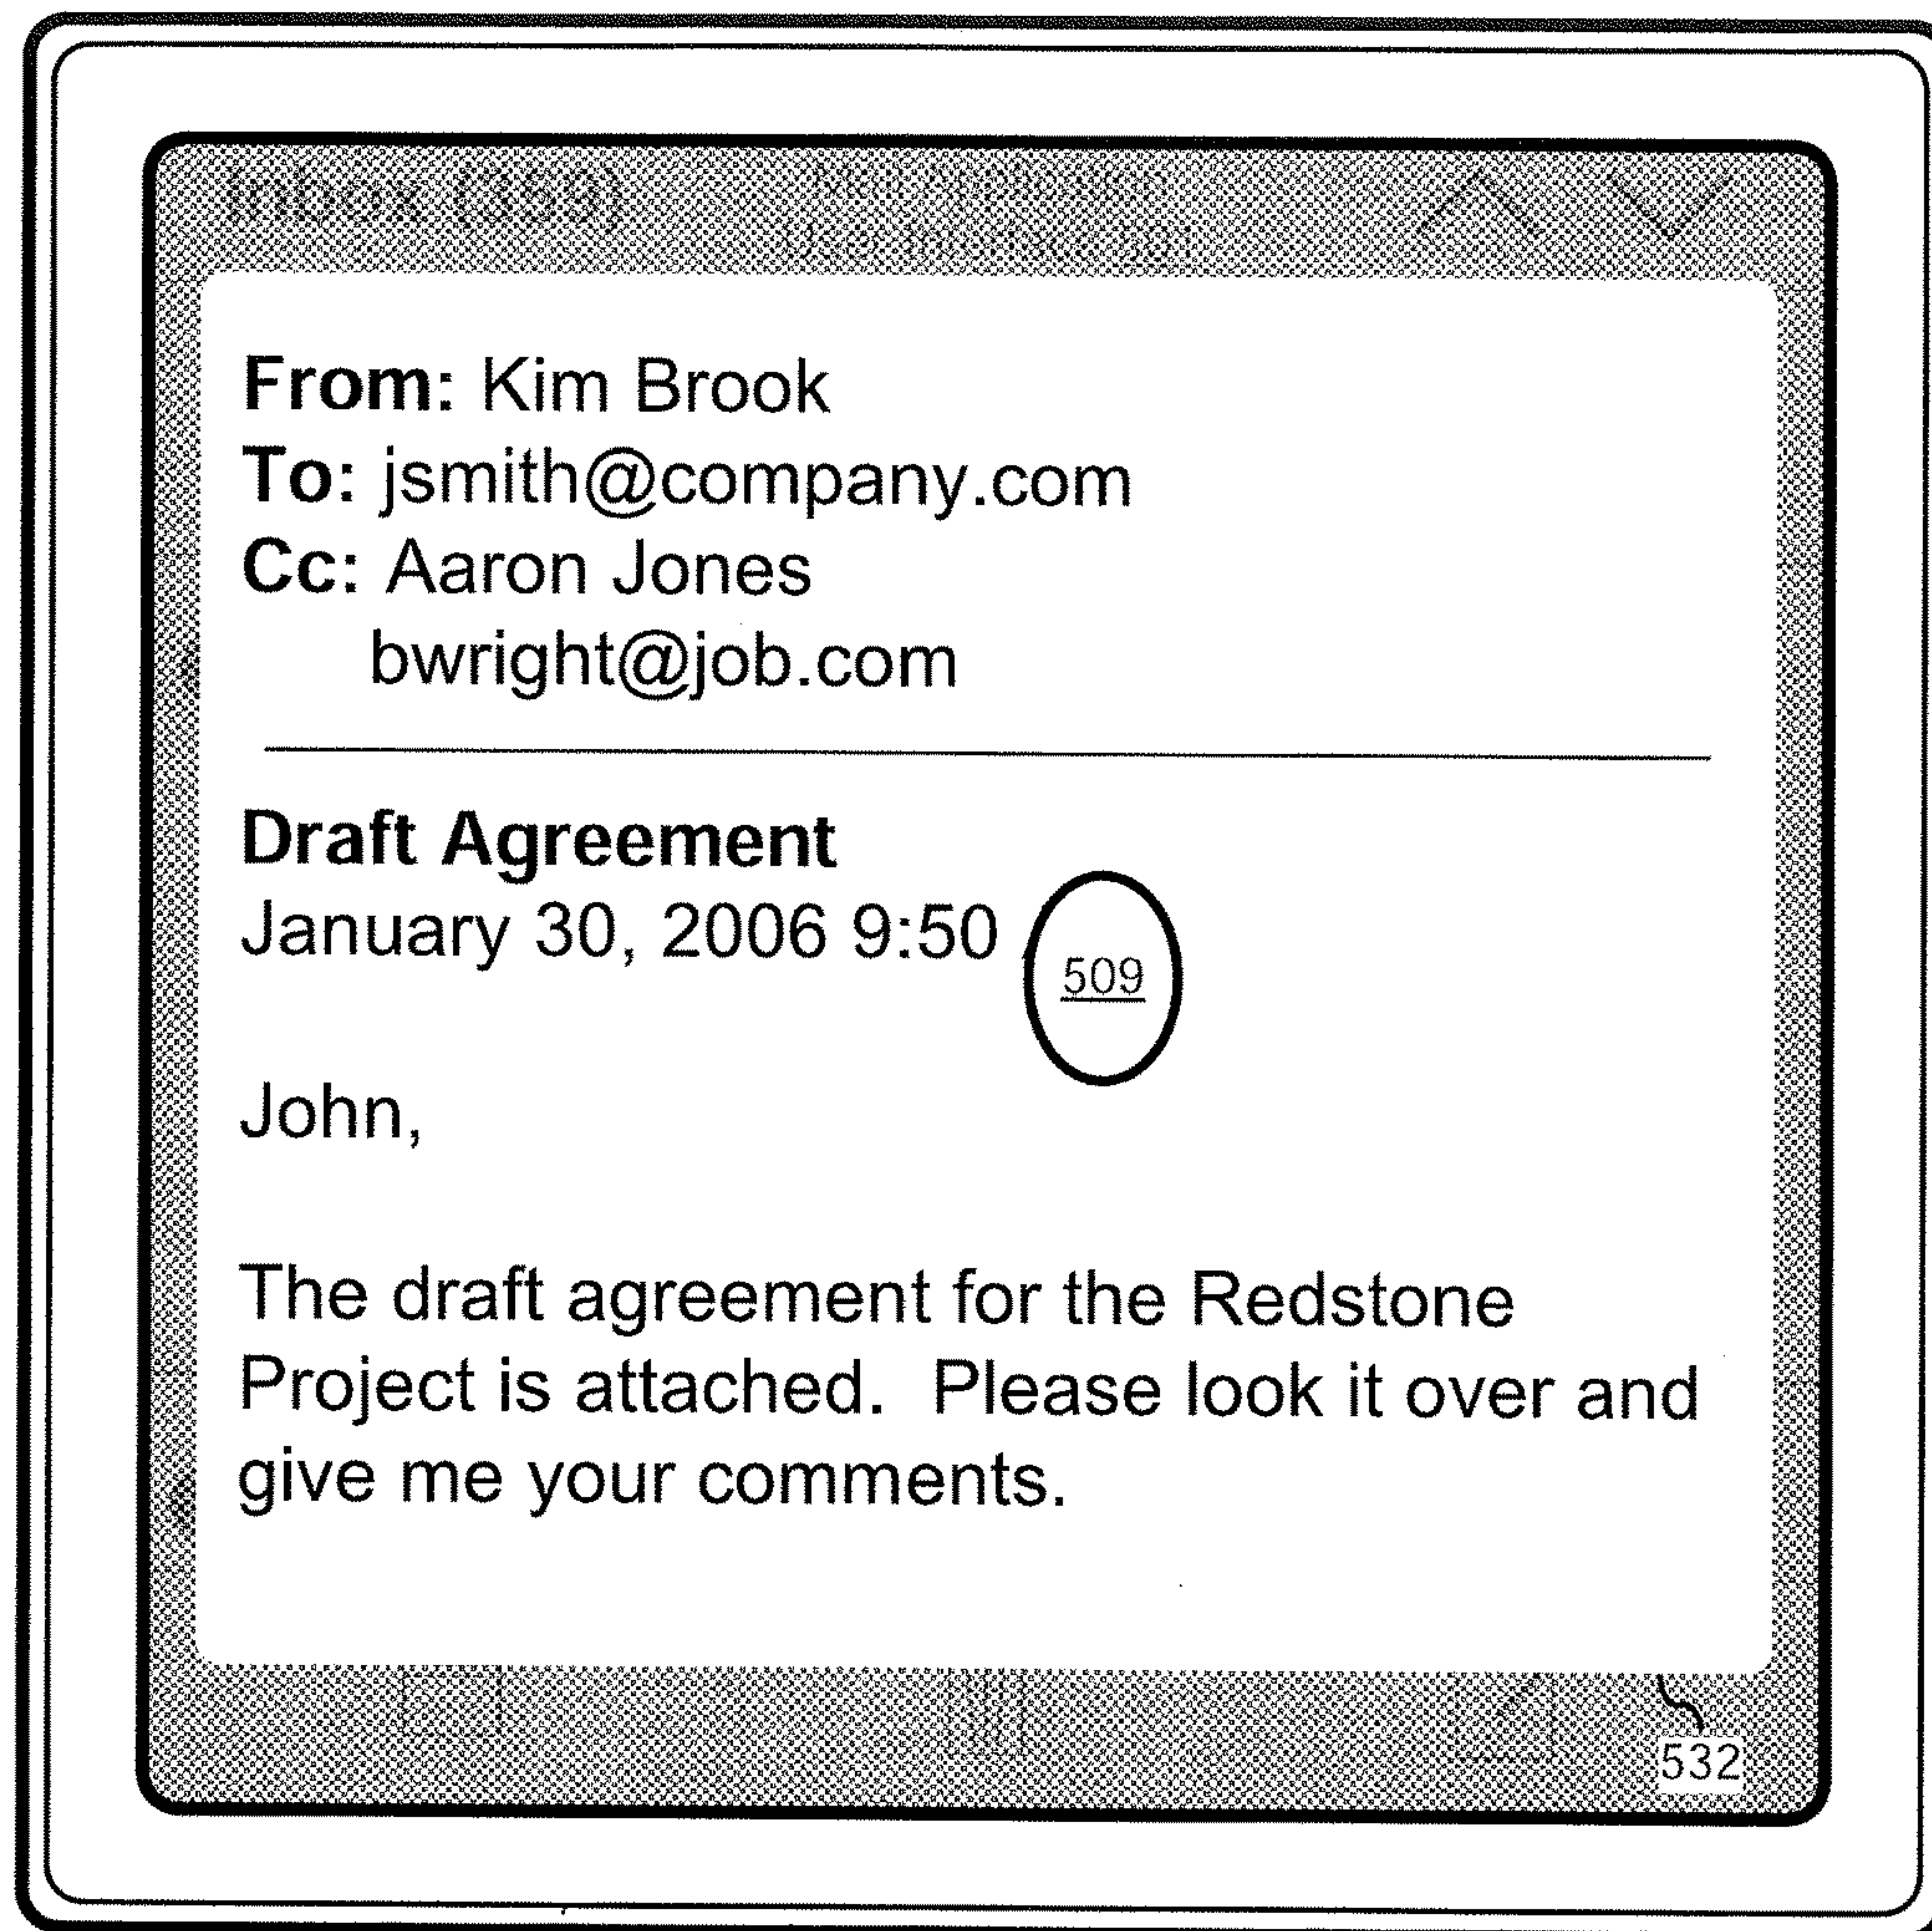 Inbox (359)
From: Kim Brook
To: jsmith@company.com
Cc: Aaron Jones
bwright@job.com
Draft Agreement
January 30, 2006 9:50
509
John,
The draft agreement for the Redstone
Project is attached.  Please look it over and
give me your comments.
532